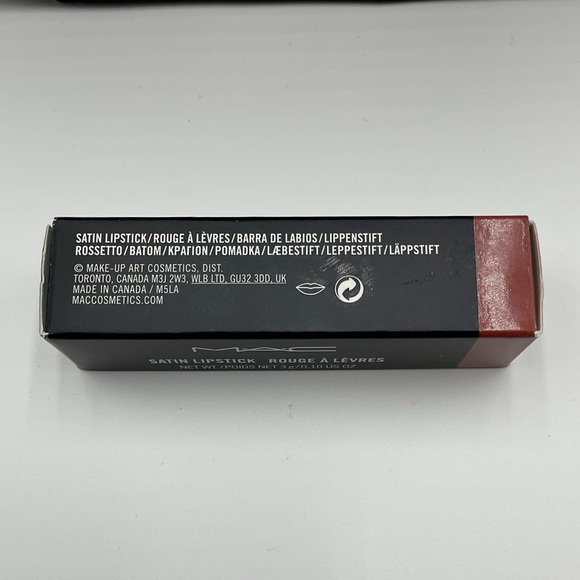 SATIN LIPSTICK/ROUGE À LÈVRES/BARRA DE LABIOS/LIPPENSTIFT
ROSSETTO/BATOM/ΚΡΑΓΙΟΝ/POMADKA/LÆBESTIFT/LEPPESTIFT/LÄPPSTIFT
© MAKE-UP ART COSMETICS, DIST.
TORONTO, CANADA M3J 2W3, WLB LTD, GU32 3DD, UK
MADE IN CANADA / M5LA
MACCOSMETICS.COM
MAC
SATIN LIPSTICK ROUGE À LÈVRES
NET WT./POIDS NET 3 g/0.10 US OZ